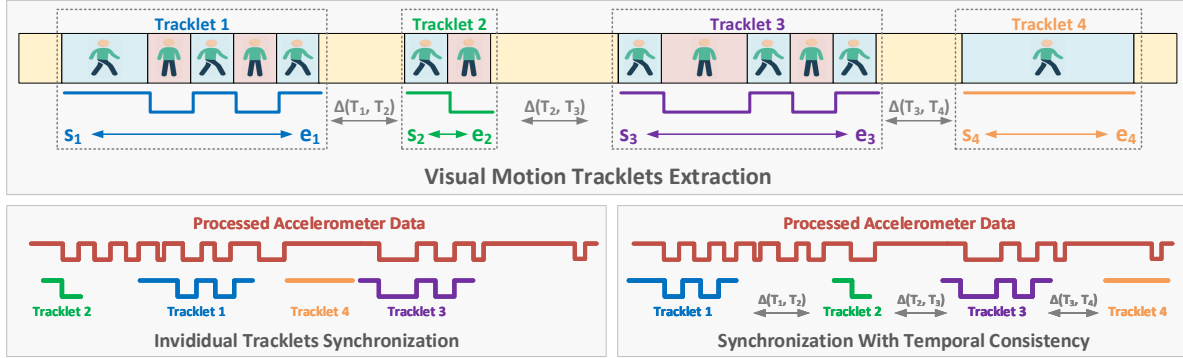 Tracklet 1 Tracklet 2 Tracklet 3 Tracklet 4
Δ(T₁, T₂) Δ(T₂, T₃) Δ(T₃, T₄)
s₁ e₁ s₂ e₂ s₃ e₃ s₄ e₄
Visual Motion Tracklets Extraction
Processed Accelerometer Data
Tracklet 2 Tracklet 1 Tracklet 4 Tracklet 3
Invididual Tracklets Synchronization
Processed Accelerometer Data
Δ(T₁, T₂) Δ(T₂, T₃) Δ(T₃, T₄)
Tracklet 1 Tracklet 2 Tracklet 3 Tracklet 4
Synchronization With Temporal Consistency